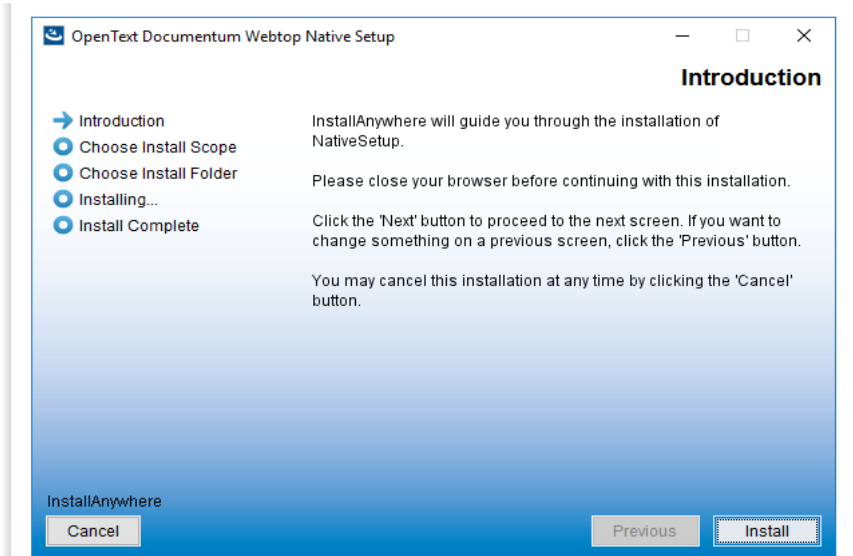 OpenText Documentum Webtop Native Setup
Introduction
Introduction
Choose Install Scope
Choose Install Folder
Installing...
Install Complete
InstallAnywhere will guide you through the installation of
NativeSetup.
Please close your browser before continuing with this installation.
Click the 'Next' button to proceed to the next screen. If you want to
change something on a previous screen, click the 'Previous' button.
You may cancel this installation at any time by clicking the 'Cancel'
button.
InstallAnywhere
Cancel
Previous
Install